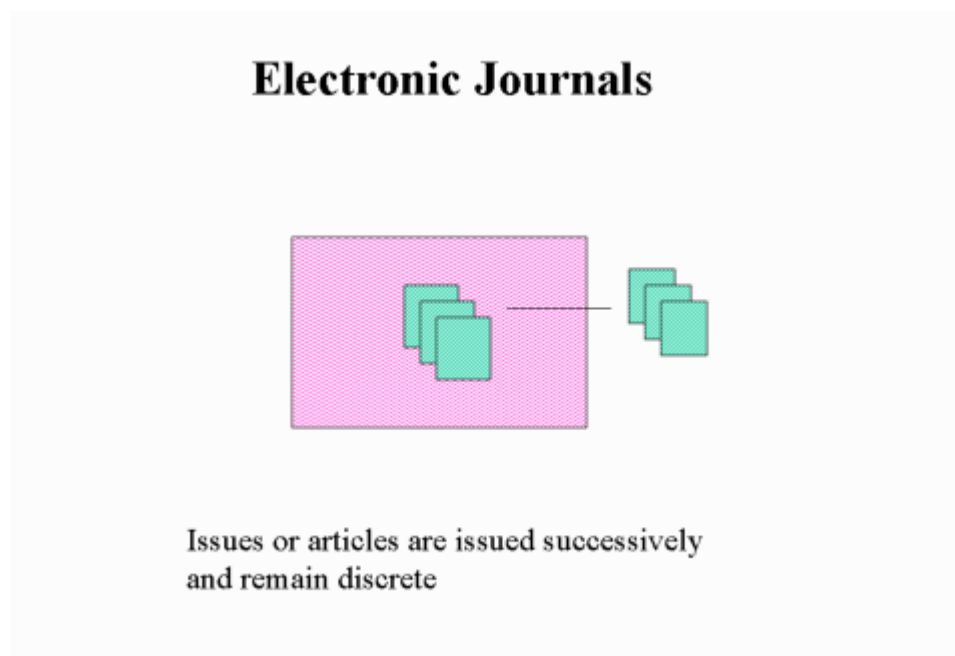 Electronic Journals
Issues or articles are issued successively
and remain discrete